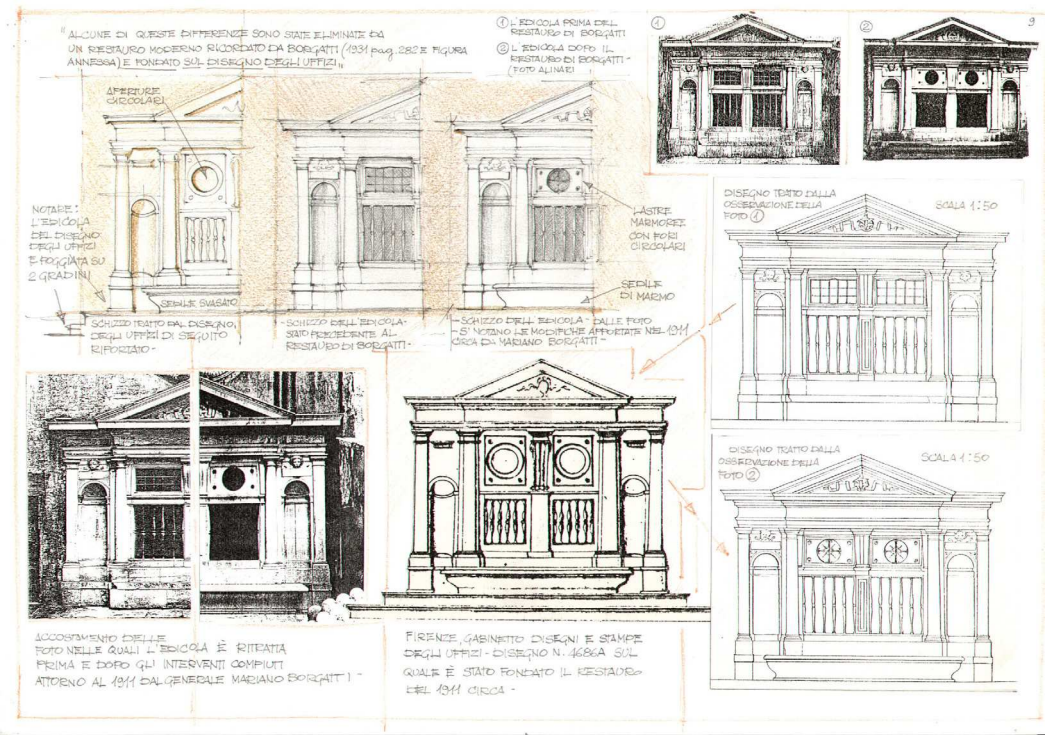 "ALCUNE DI QUESTE DIFFERENZE SONO STATE ELIMINATE DA
UN RESTAURO MODERNO RICORDATO DA BORGATTI (1931 pag. 282 E FIGURA
ANNESSA) E FONDATO SUL DISEGNO DEGLI UFFIZI"
① L'EDICOLA PRIMA DEL
RESTAURO DI BORGATTI
② L'EDICOLA DOPO IL
RESTAURO DI BORGATTI -
(FOTO ALINARI
①
②
9
APERTURE
CIRCOLARI
NOTARE:
L'EDICOLA
DEL DISEGNO
DEGLI UFFIZI
È POGGIATA SU
2 GRADINI
SEDILE SVASATO
LASTRE
MARMOREE
CON FORI
CIRCOLARI
SEDILE
DI MARMO
SCHIZZO TRATTO DAL DISEGNO,
DEGLI UFFIZI DI SEGUITO
RIPORTATO -
- SCHIZZO DELL'EDICOLA -
STATO PRECEDENTE AL
RESTAURO DI BORGATTI -
- SCHIZZO DELL'EDICOLA - DALLE FOTO
- SI NOTANO LE MODIFICHE APPORTATE NEL 1911
CIRCA DA MARIANO BORGATTI -
DISEGNO TRATTO DALLA
OSSERVAZIONE DELLA
FOTO ①
SCALA 1:50
DISEGNO TRATTO DALLA
OSSERVAZIONE DELLA
FOTO ②
SCALA 1:50
ACCOSTAMENTO DELLE
FOTO NELLE QUALI L'EDICOLA È RITRATTA
PRIMA E DOPO GLI INTERVENTI COMPIUTI
ATTORNO AL 1911 DAL GENERALE MARIANO BORGATTI -
FIRENZE, GABINETTO DISEGNI E STAMPE
DEGLI UFFIZI - DISEGNO N. 4686A SUL
QUALE È STATO FONDATO IL RESTAURO
DEL 1911 CIRCA -